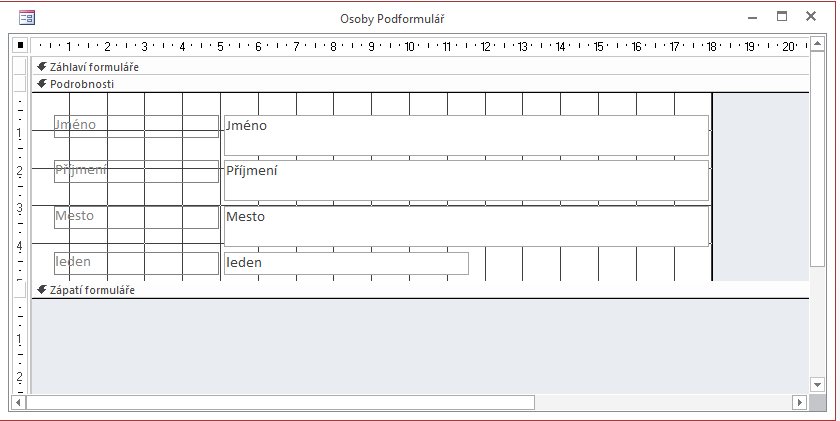 Osoby Podformulář
1 2 3 4 5 6 7 8 9 10 11 12 13 14 15 16 17 18 19 20
Záhlaví formuláře
Podrobnosti
1
Jméno Jméno
2
Příjmení Příjmení
3
Mesto Mesto
4
leden leden
Zápatí formuláře
1
2